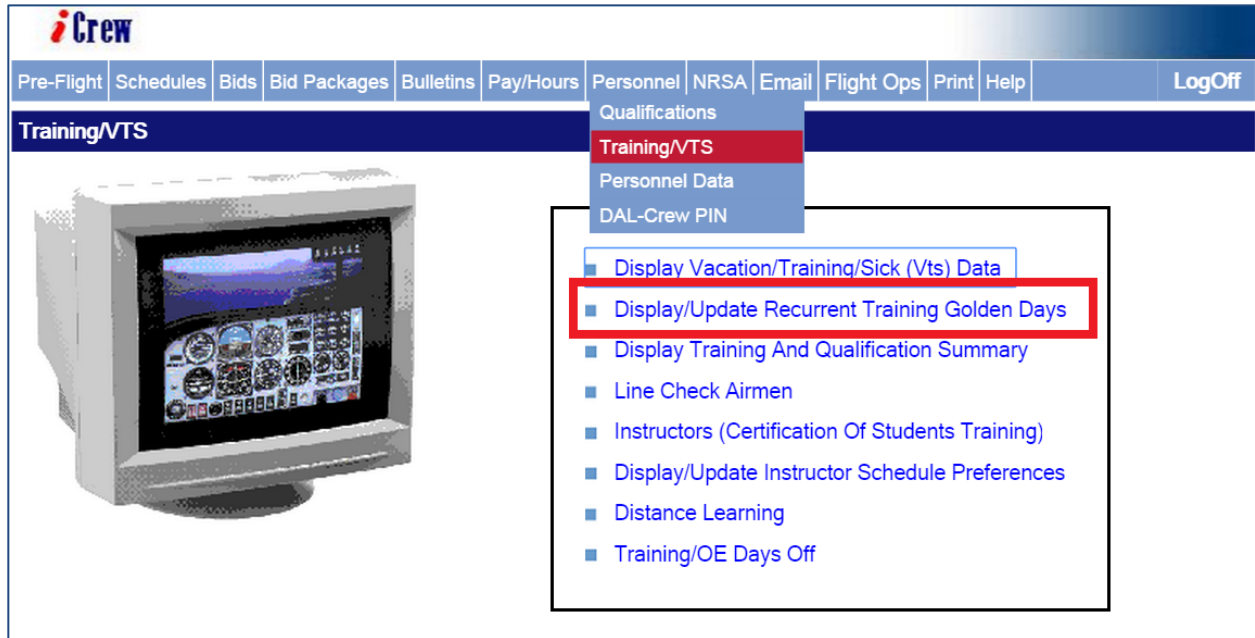 iCrew
Pre-Flight Schedules Bids Bid Packages Bulletins Pay/Hours Personnel NRSA Email Flight Ops Print Help LogOff
Training/VTS
Qualifications
Training/VTS
Personnel Data
DAL-Crew PIN
Display Vacation/Training/Sick (Vts) Data
Display/Update Recurrent Training Golden Days
Display Training And Qualification Summary
Line Check Airmen
Instructors (Certification Of Students Training)
Display/Update Instructor Schedule Preferences
Distance Learning
Training/OE Days Off